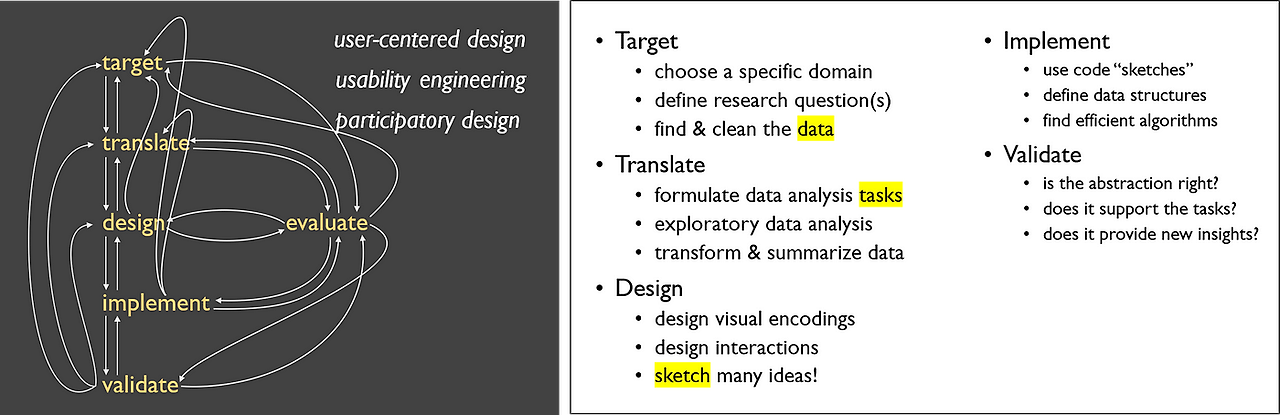 user-centered design
usability engineering
participatory design
target
translate
design
evaluate
implement
validate
• Target
• choose a specific domain
• define research question(s)
• find & clean the data
• Translate
• formulate data analysis tasks
• exploratory data analysis
• transform & summarize data
• Design
• design visual encodings
• design interactions
• sketch many ideas!
• Implement
• use code “sketches”
• define data structures
• find efficient algorithms
• Validate
• is the abstraction right?
• does it support the tasks?
• does it provide new insights?